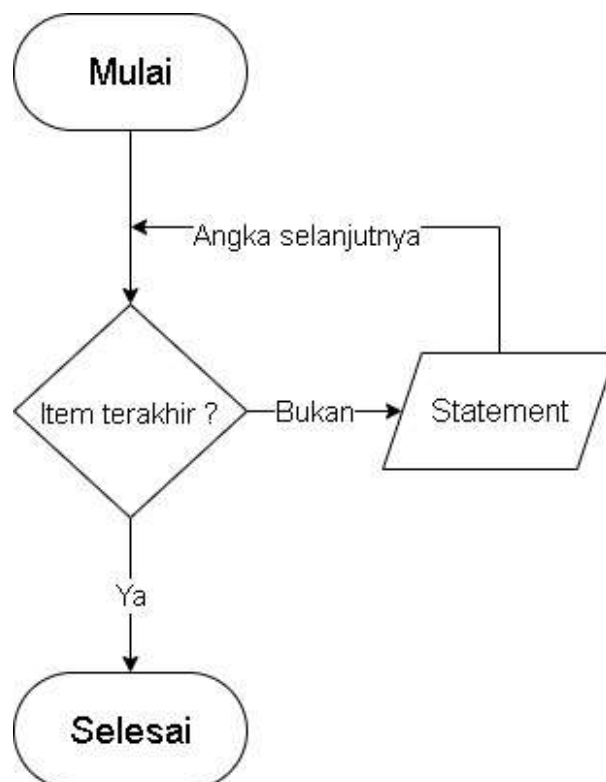 Mulai
Angka selanjutnya
Item terakhir ?
Bukan
Statement
Ya
Selesai